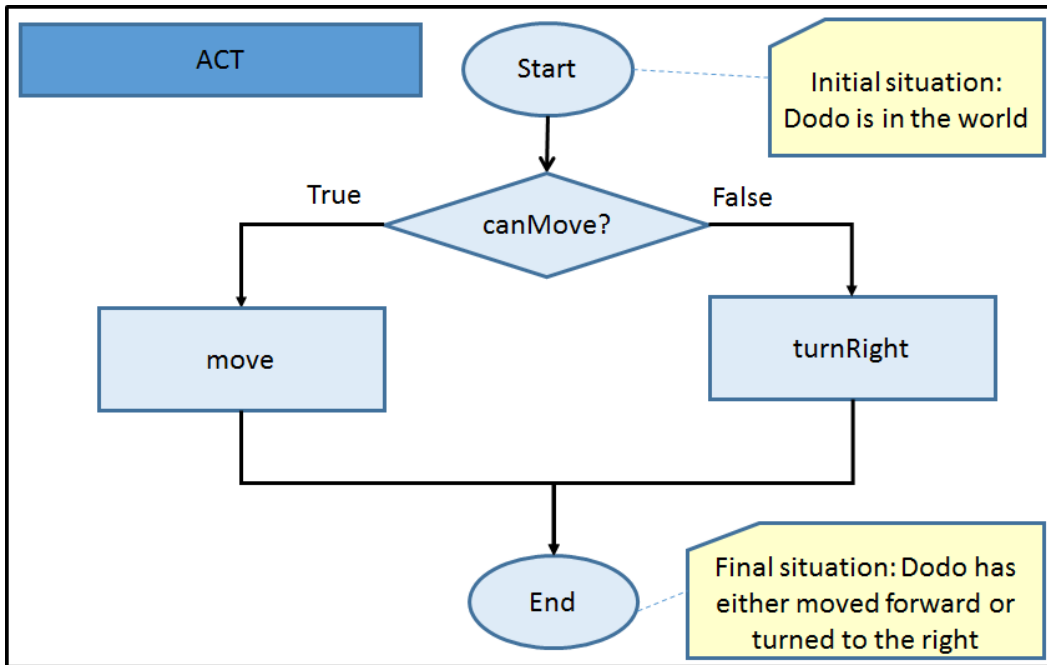 ACT
Start
Initial situation:
Dodo is in the world
True
canMove?
False
move
turnRight
End
Final situation: Dodo has
either moved forward or
turned to the right